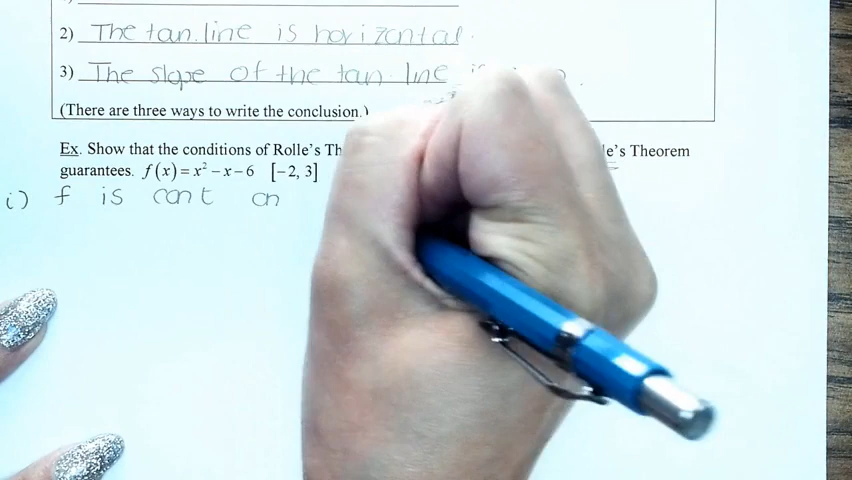 2) The tan. line is horizontal.
3) The slope of the tan line
(There are three ways to write the conclusion.)
Ex. Show that the conditions of Rolle's Th e's Theorem
guarantees. f(x) = x² − x − 6 [−2, 3]
i) f is cont on